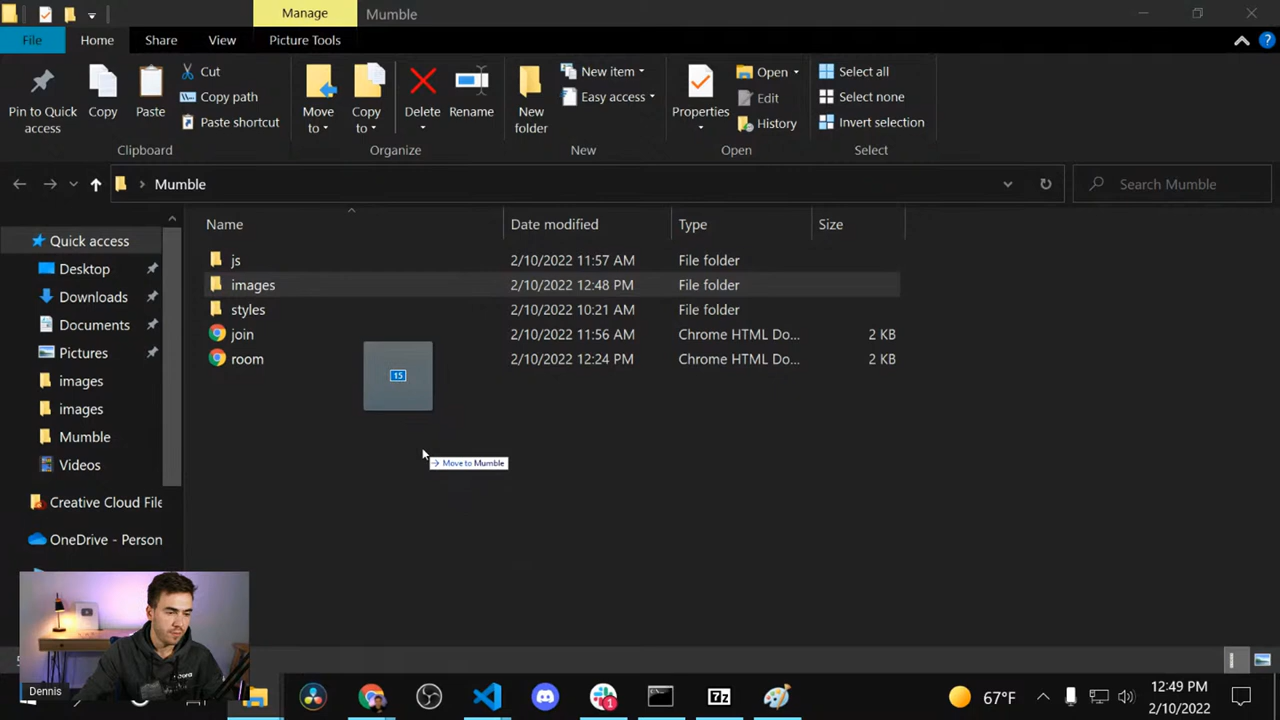 Manage
Mumble
File
Home
Share
View
Picture Tools
Pin to Quick access
Copy
Paste
Cut
Copy path
Paste shortcut
Clipboard
Move to
Copy to
Delete
Rename
Organize
New folder
New item
Easy access
New
Properties
Open
Edit
History
Open
Select all
Select none
Invert selection
Select
Mumble
Search Mumble
Name
Date modified
Type
Size
js 2/10/2022 11:57 AM File folder
images 2/10/2022 12:48 PM File folder
styles 2/10/2022 10:21 AM File folder
join 2/10/2022 11:56 AM Chrome HTML Do... 2 KB
room 2/10/2022 12:24 PM Chrome HTML Do... 2 KB
Quick access
Desktop
Downloads
Documents
Pictures
images
images
Mumble
Videos
Creative Cloud File
OneDrive - Person
15
Move to Mumble
Dennis
7z
1
67°F
12:49 PM
2/10/2022